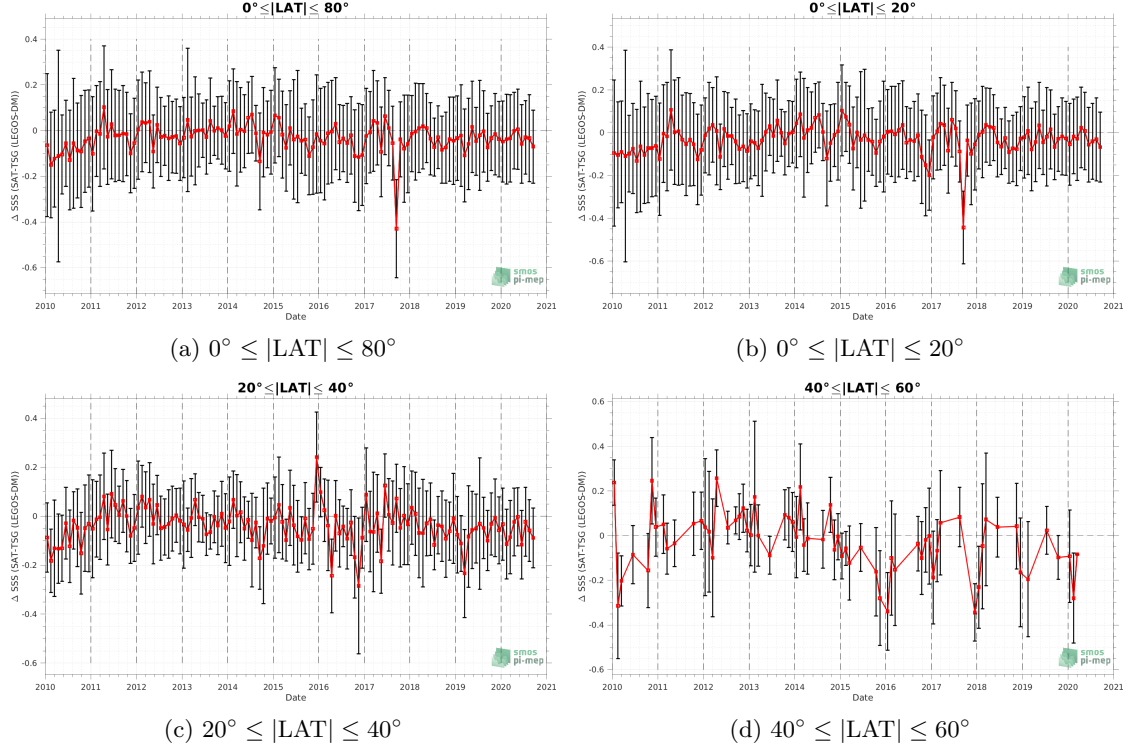 0°≤|LAT|≤ 80°
Δ SSS (SAT-TSG (LEGOS-DM))
0.4
0.2
0
-0.2
-0.4
-0.6
2010 2011 2012 2013 2014 2015 2016 2017 2018 2019 2020 2021
Date
smos
pi-mep
(a) 0° ≤ |LAT| ≤ 80°
0°≤|LAT|≤ 20°
Δ SSS (SAT-TSG (LEGOS-DM))
0.4
0.2
0
-0.2
-0.4
-0.6
2010 2011 2012 2013 2014 2015 2016 2017 2018 2019 2020 2021
Date
smos
pi-mep
(b) 0° ≤ |LAT| ≤ 20°
20°≤|LAT|≤ 40°
Δ SSS (SAT-TSG (LEGOS-DM))
0.4
0.2
0
-0.2
-0.4
-0.6
2010 2011 2012 2013 2014 2015 2016 2017 2018 2019 2020 2021
Date
smos
pi-mep
(c) 20° ≤ |LAT| ≤ 40°
40°≤|LAT|≤ 60°
Δ SSS (SAT-TSG (LEGOS-DM))
0.6
0.4
0.2
0
-0.2
-0.4
-0.6
2010 2011 2012 2013 2014 2015 2016 2017 2018 2019 2020 2021
Date
smos
pi-mep
(d) 40° ≤ |LAT| ≤ 60°